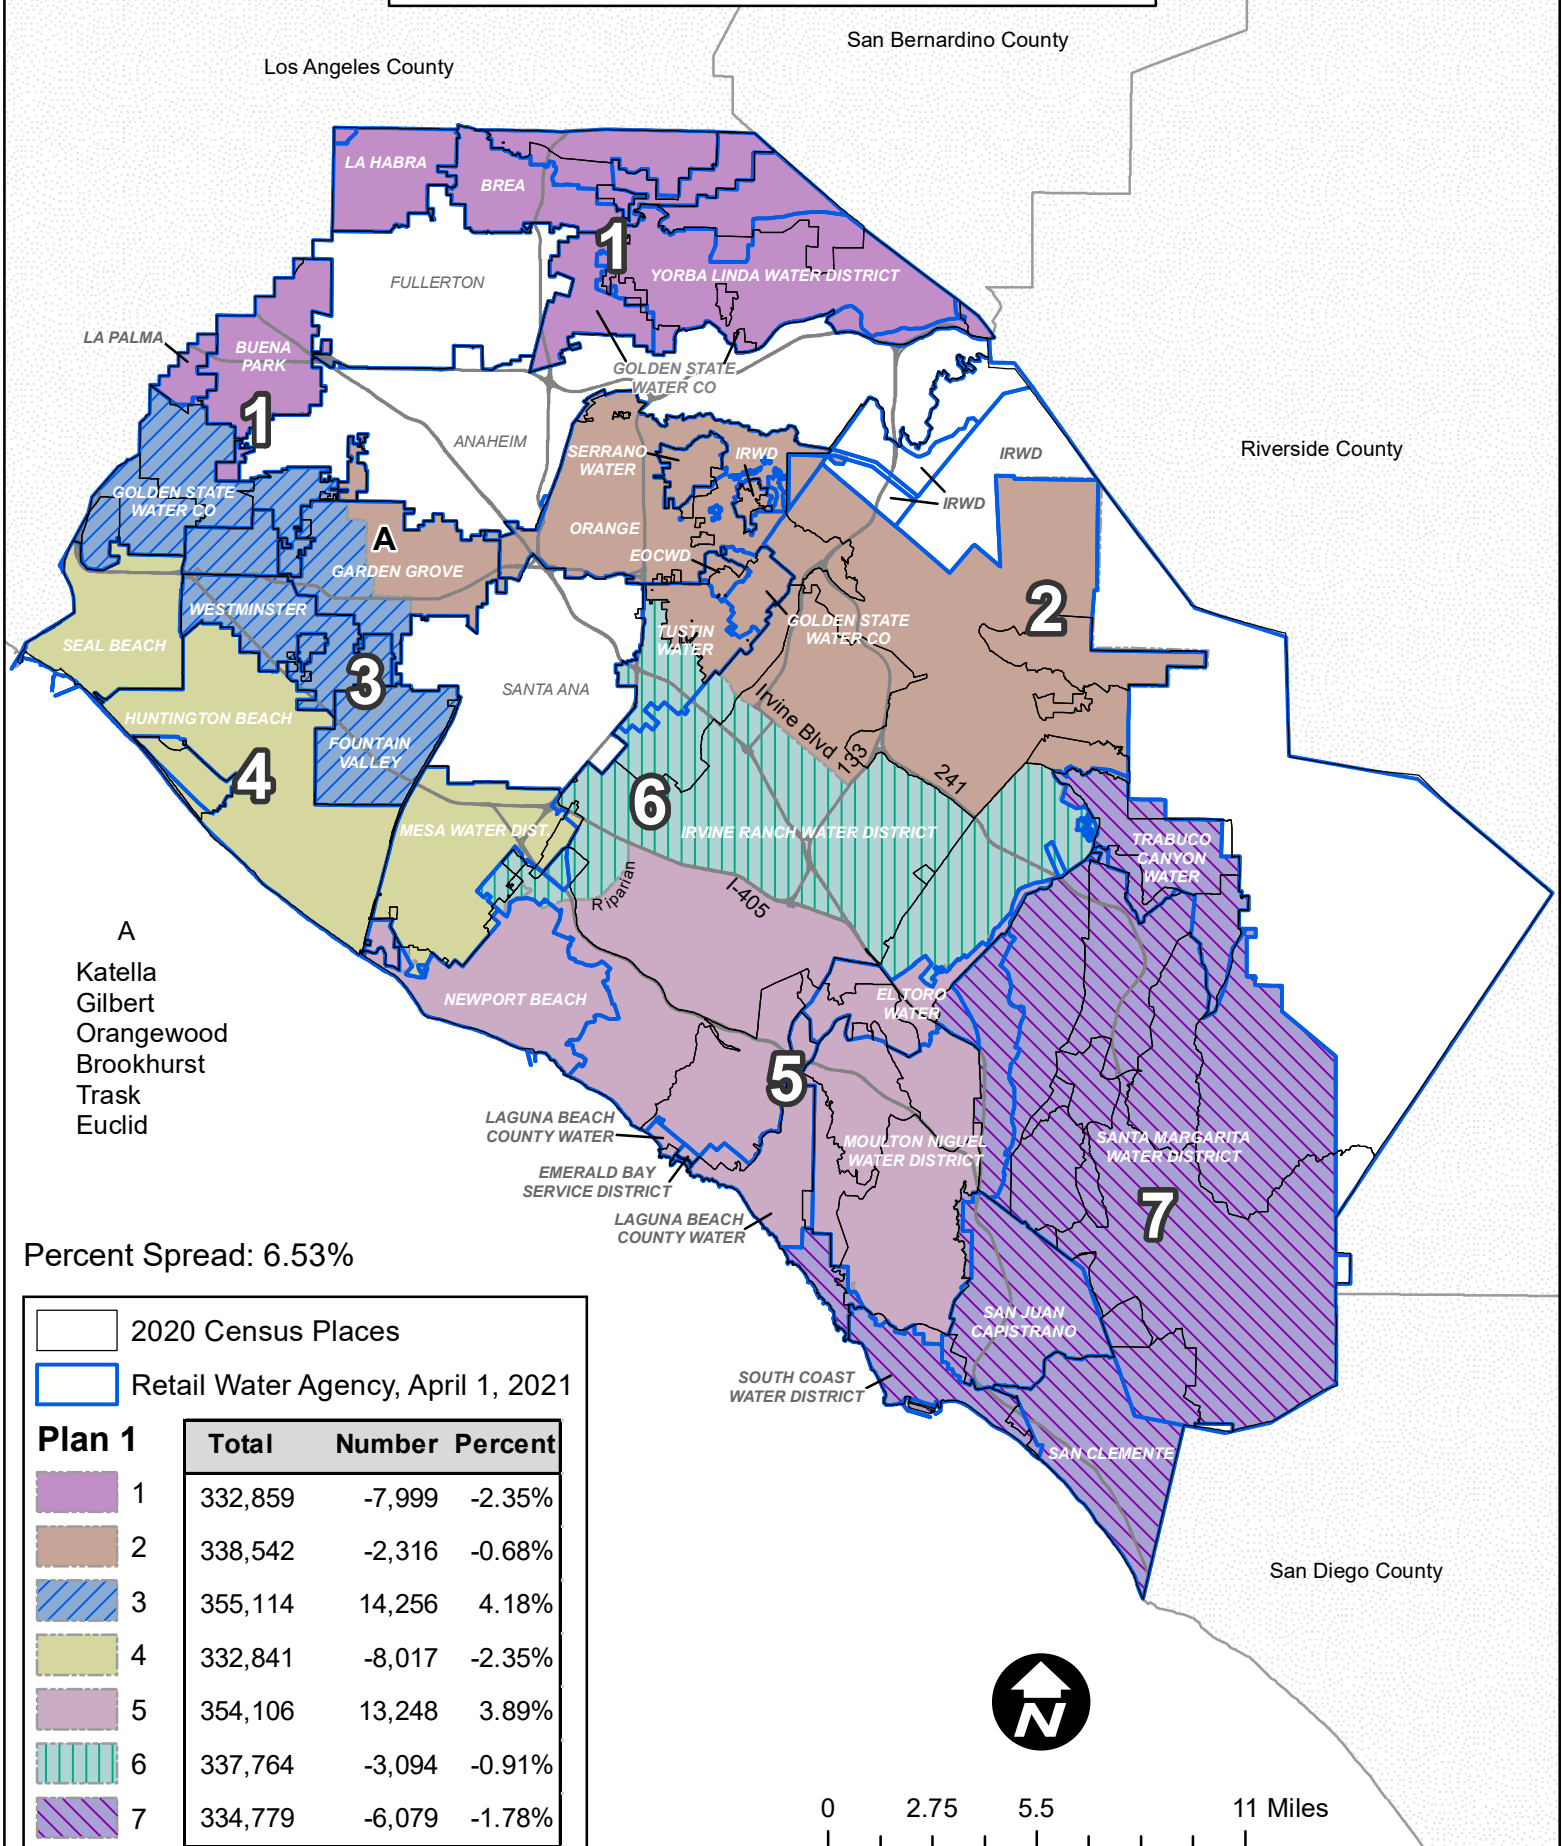 San Bernardino County
Los Angeles County
LA HABRA
BREA
1
YORBA LINDA WATER DISTRICT
FULLERTON
LA PALMA
BUENA
PARK
GOLDEN STATE
WATER CO
1
ANAHEIM
SERRANO
WATER
IRWD
IRWD
IRWD
Riverside County
GOLDEN STATE
WATER CO
ORANGE
A
EOCWD
GARDEN GROVE
WESTMINSTER
2
GOLDEN STATE
WATER CO
TUSTIN
WATER
SEAL BEACH
3
SANTA ANA
HUNTINGTON BEACH
Irvine Blvd
133
241
FOUNTAIN
VALLEY
4
6
MESA WATER DIST.
IRVINE RANCH WATER DISTRICT
TRABUCO
CANYON
WATER
Riparian
I-405
A
Katella
Gilbert
Orangewood
Brookhurst
Trask
Euclid
NEWPORT BEACH
EL TORO
WATER
5
LAGUNA BEACH
COUNTY WATER
MOULTON NIGUEL
WATER DISTRICT
SANTA MARGARITA
WATER DISTRICT
EMERALD BAY
SERVICE DISTRICT
7
LAGUNA BEACH
COUNTY WATER
SAN JUAN
CAPISTRANO
SOUTH COAST
WATER DISTRICT
SAN CLEMENTE
San Diego County
Percent Spread: 6.53%
2020 Census Places
Retail Water Agency, April 1, 2021
Plan 1 Total Number Percent
1 332,859 -7,999 -2.35%
2 338,542 -2,316 -0.68%
3 355,114 14,256 4.18%
4 332,841 -8,017 -2.35%
5 354,106 13,248 3.89%
6 337,764 -3,094 -0.91%
7 334,779 -6,079 -1.78%
N
0 2.75 5.5 11 Miles